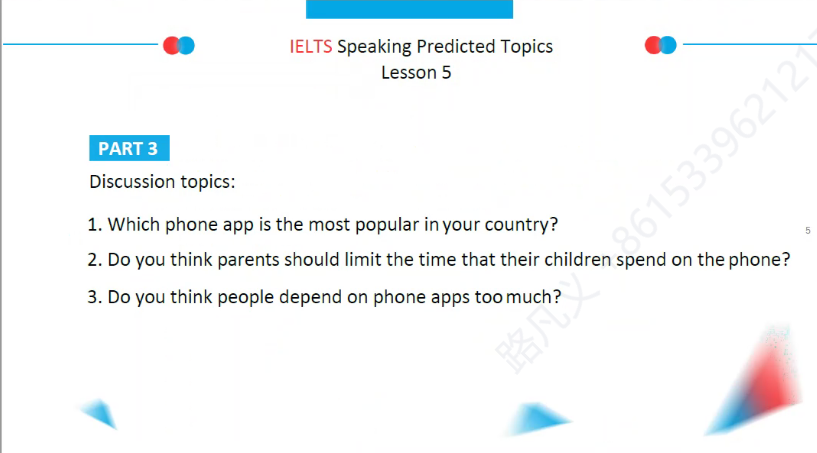 IELTS Speaking Predicted Topics
Lesson 5
PART 3
Discussion topics:
1. Which phone app is the most popular in your country?
5
2. Do you think parents should limit the time that their children spend on the phone?
3. Do you think people depend on phone apps too much?
路凡义 8615339621217